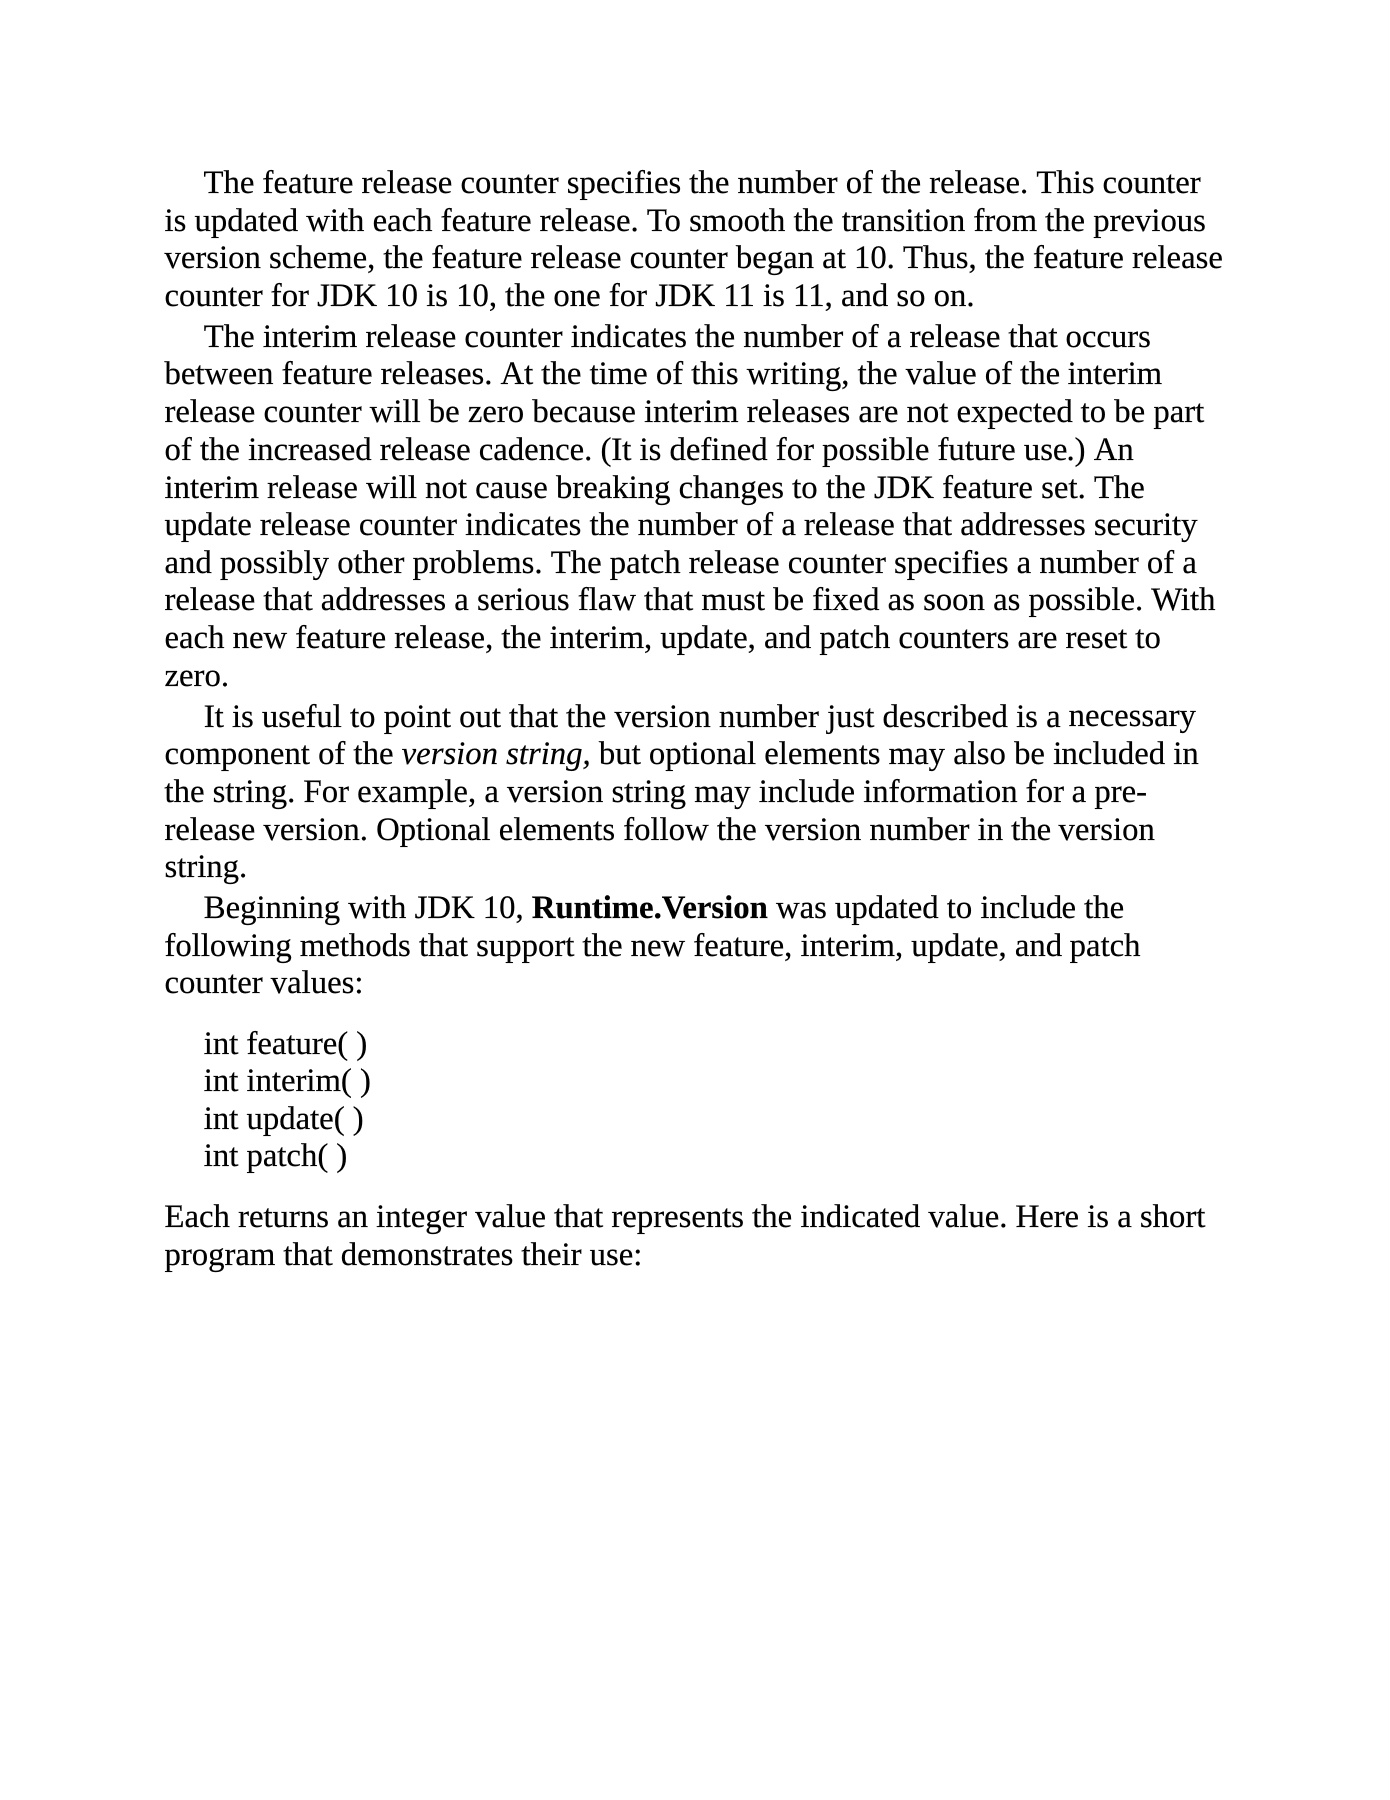 The feature release counter specifies the number of the release. This counter
is updated with each feature release. To smooth the transition from the previous
version scheme, the feature release counter began at 10. Thus, the feature release
counter for JDK 10 is 10, the one for JDK 11 is 11, and so on.
The interim release counter indicates the number of a release that occurs
between feature releases. At the time of this writing, the value of the interim
release counter will be zero because interim releases are not expected to be part
of the increased release cadence. (It is defined for possible future use.) An
interim release will not cause breaking changes to the JDK feature set. The
update release counter indicates the number of a release that addresses security
and possibly other problems. The patch release counter specifies a number of a
release that addresses a serious flaw that must be fixed as soon as possible. With
each new feature release, the interim, update, and patch counters are reset to
zero.
It is useful to point out that the version number just described is a necessary
component of the version string, but optional elements may also be included in
the string. For example, a version string may include information for a pre-
release version. Optional elements follow the version number in the version
string.
Beginning with JDK 10, Runtime.Version was updated to include the
following methods that support the new feature, interim, update, and patch
counter values:
int feature( )
int interim( )
int update( )
int patch( )
Each returns an integer value that represents the indicated value. Here is a short
program that demonstrates their use: